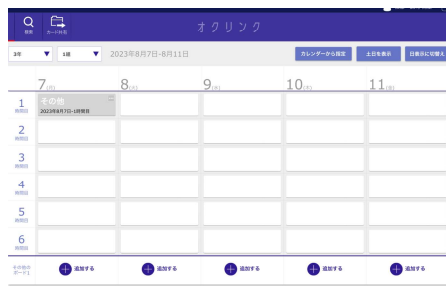 検索 カード共有 オクリンク
3年 ▼ 1組 ▼ 2023年8月7日-8月11日 カレンダーから設定 土日を表示 日表示に切替え
7(月) 8(火) 9(水) 10(木) 11(金)
1
時間目
その他
2023年8月7日-1時間目
2
時間目
3
時間目
4
時間目
5
時間目
6
時間目
その他の
ボード1
追加する 追加する 追加する 追加する 追加する